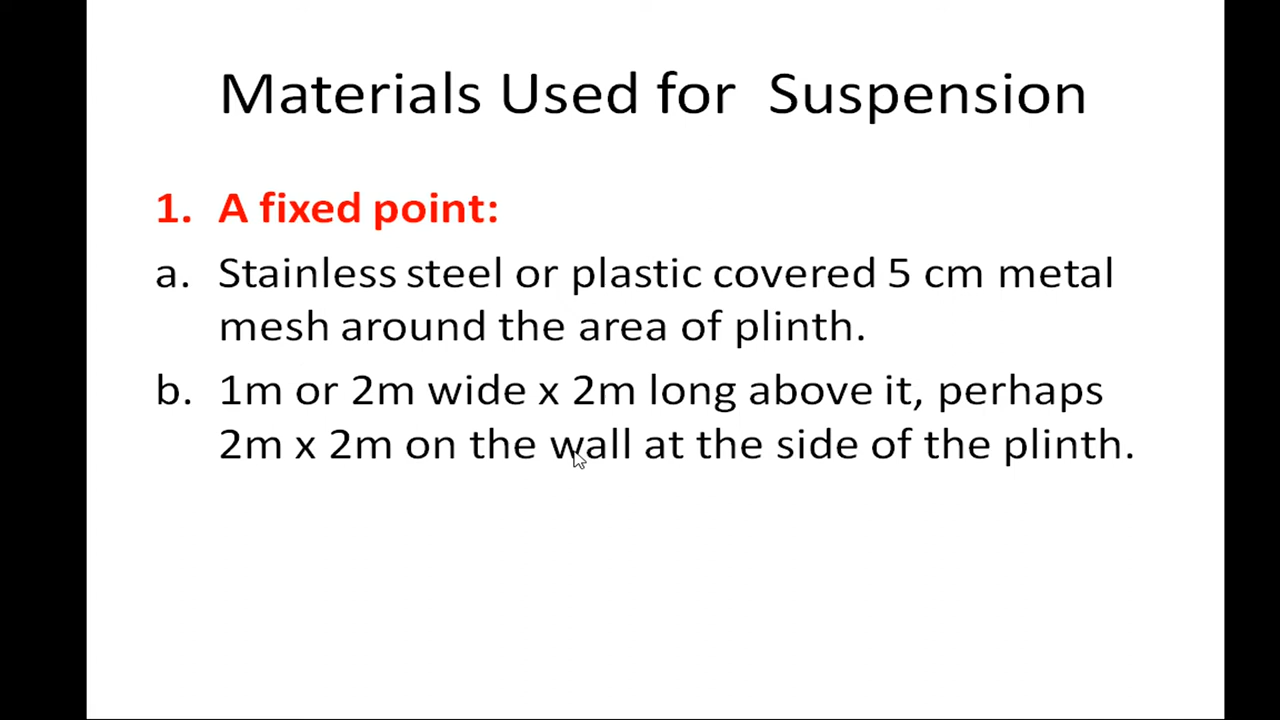 Materials Used for Suspension
1. A fixed point:
a. Stainless steel or plastic covered 5 cm metal
mesh around the area of plinth.
b. 1m or 2m wide x 2m long above it, perhaps
2m x 2m on the wall at the side of the plinth.